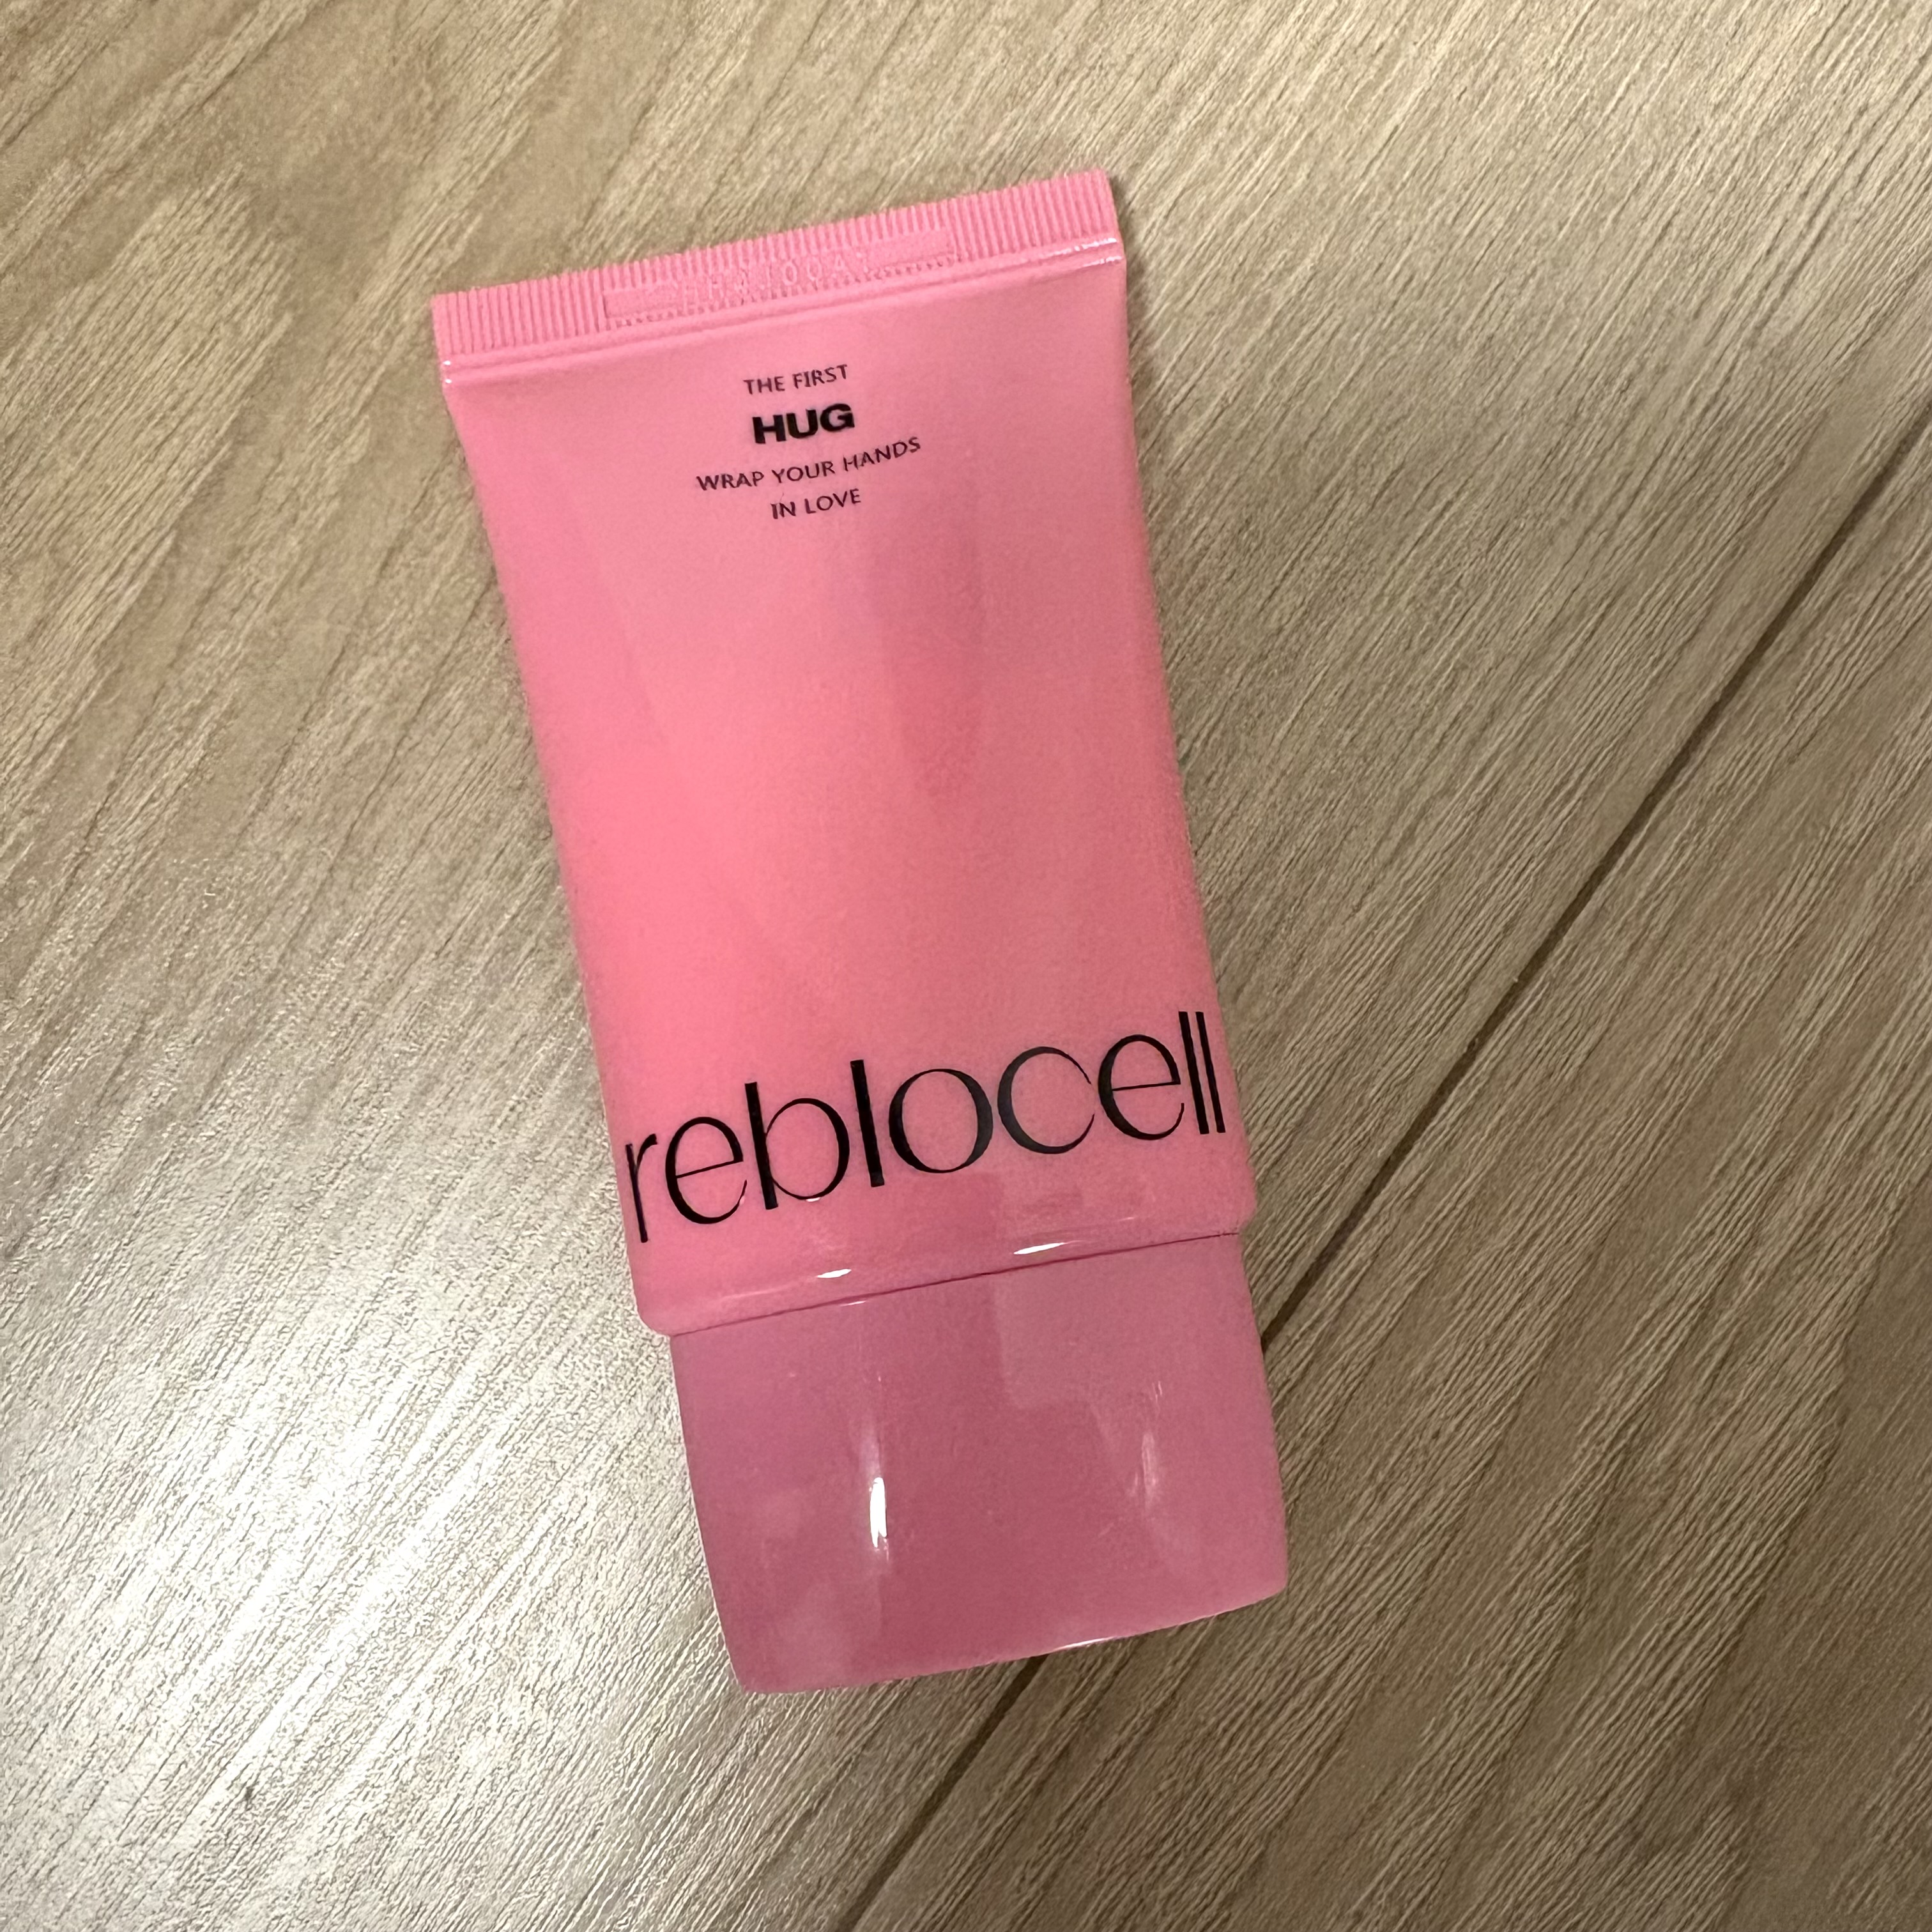 THE FIRST
HUG
WRAP YOUR HANDS
IN LOVE
reblocell